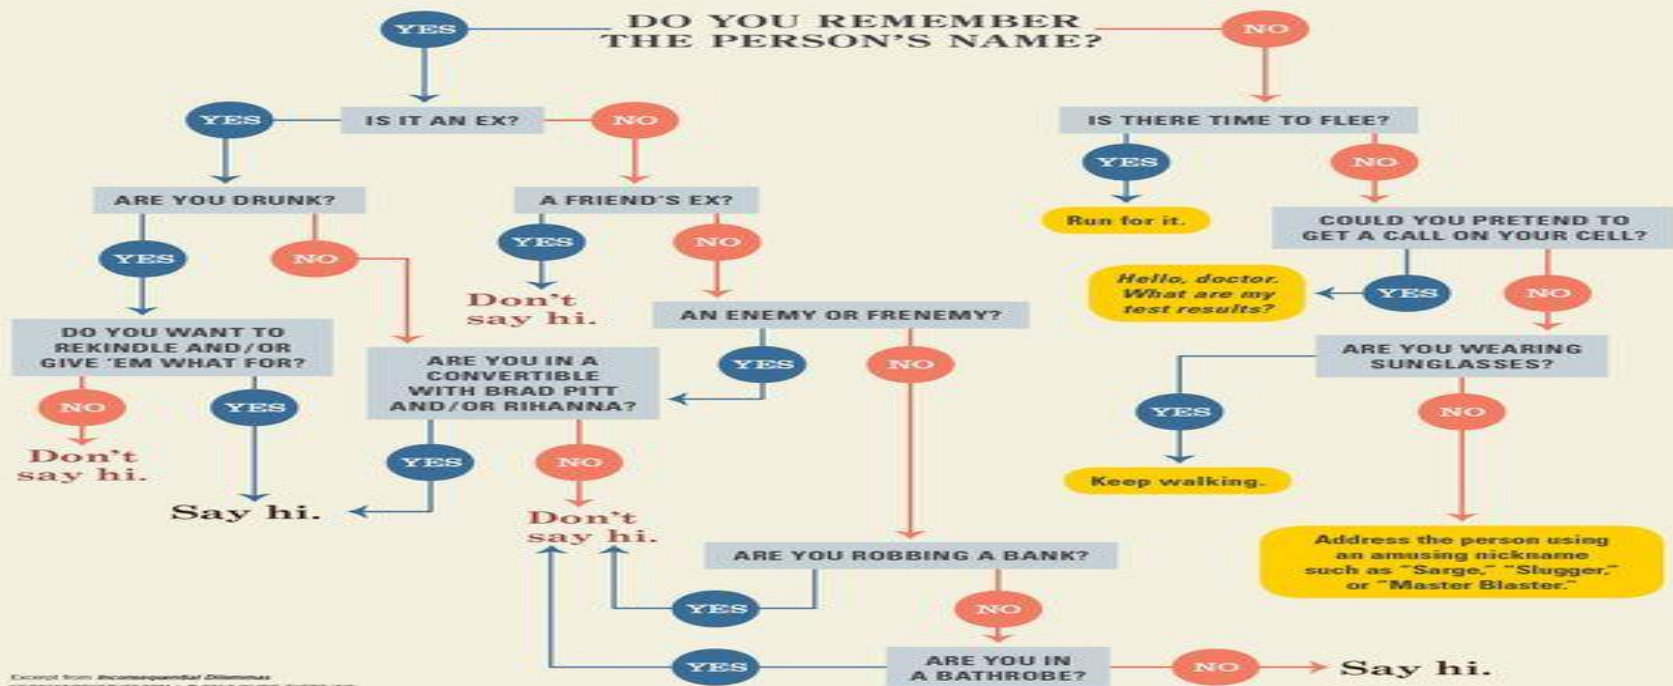 DO YOU REMEMBER
THE PERSON'S NAME?
YES
NO
IS IT AN EX?
YES
NO
ARE YOU DRUNK?
YES
NO
DO YOU WANT TO
REKINDLE AND/OR
GIVE 'EM WHAT FOR?
NO
YES
Don't
say hi.
Say hi.
A FRIEND'S EX?
YES
NO
Don't
say hi.
AN ENEMY OR FRENEMY?
YES
NO
ARE YOU IN A
CONVERTIBLE
WITH BRAD PITT
AND/OR RIHANNA?
YES
NO
Don't
say hi.
ARE YOU ROBBING A BANK?
YES
NO
ARE YOU IN
A BATHROBE?
YES
NO
Say hi.
IS THERE TIME TO FLEE?
YES
NO
Run for it.
COULD YOU PRETEND TO
GET A CALL ON YOUR CELL?
YES
NO
Hello, doctor.
What are my
test results?
ARE YOU WEARING
SUNGLASSES?
YES
NO
Keep walking.
Address the person using
an amusing nickname
such as "Sarge," "Slugger,"
or "Master Blaster."
Excerpt from Inconsequential Dilemmas